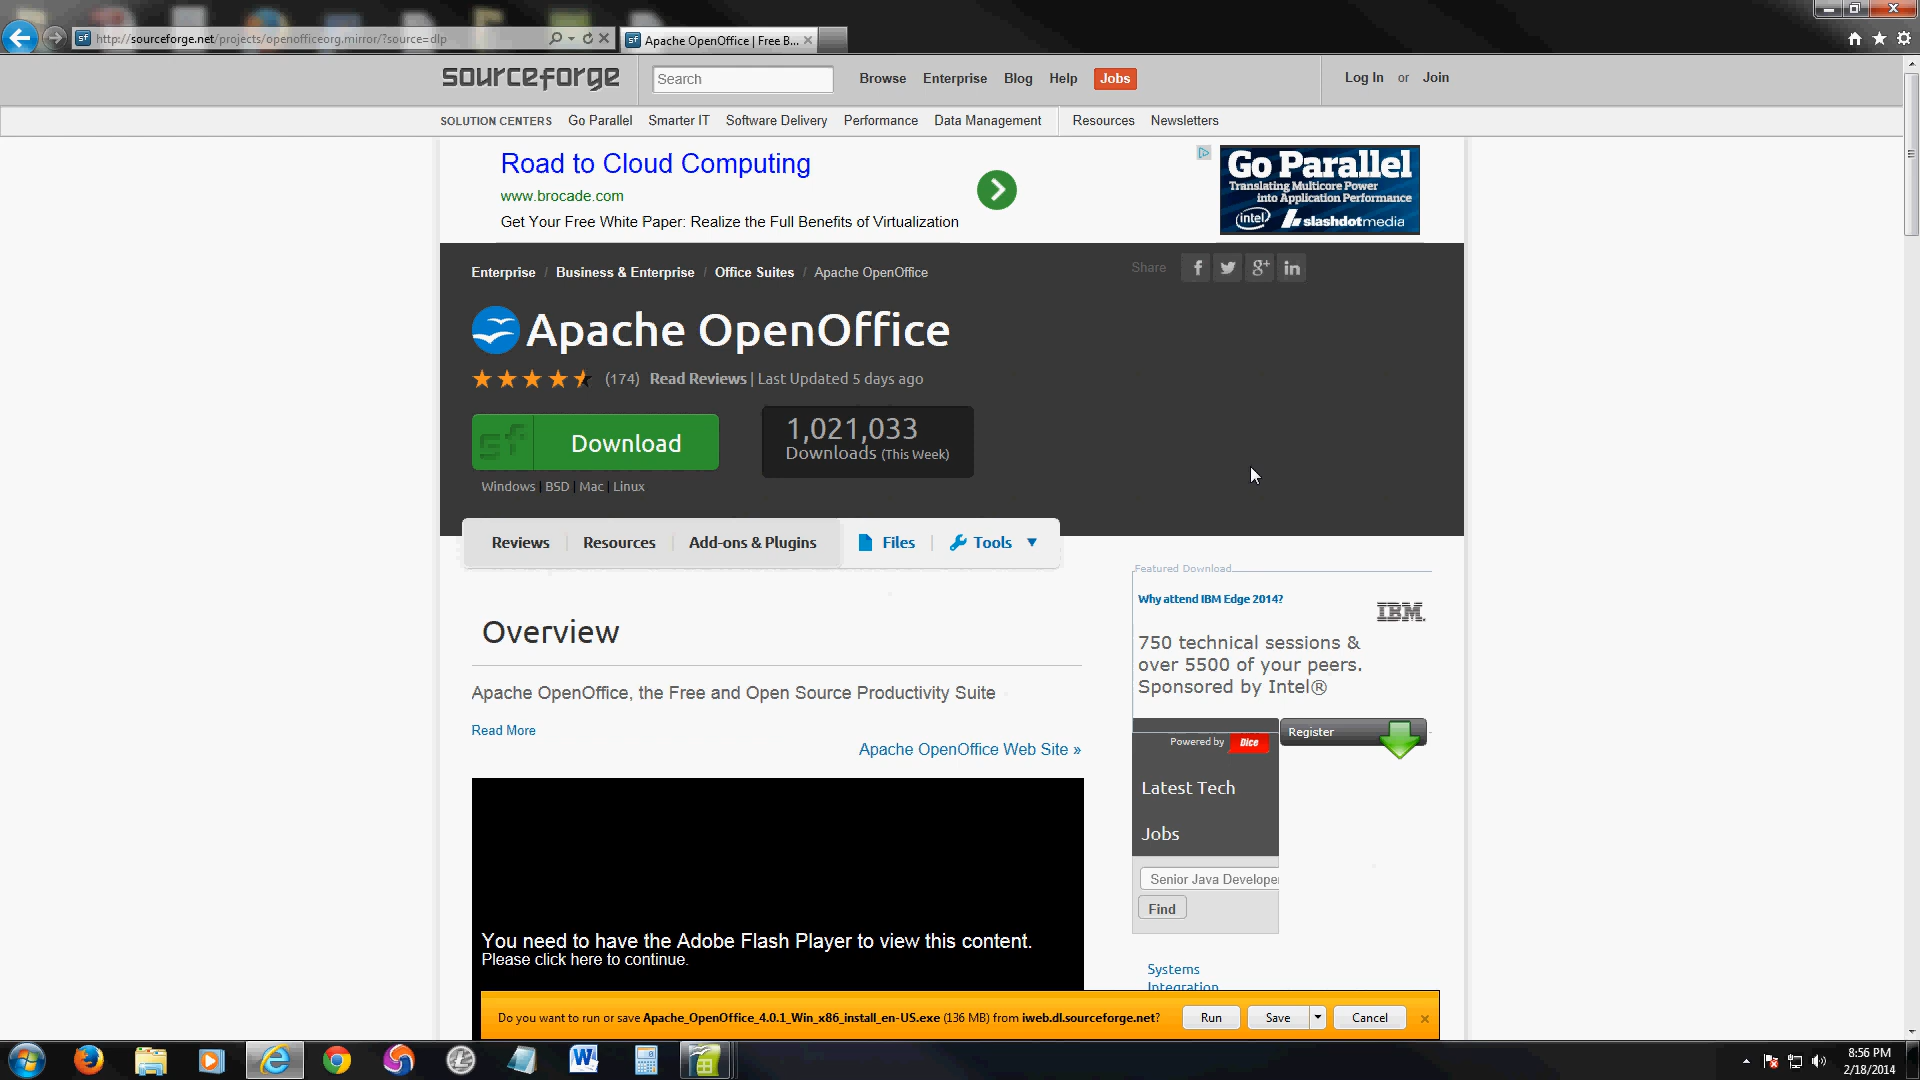 http://sourceforge.net/projects/openofficeorg.mirror/?source=dlp
Apache OpenOffice | Free B...
sourceforge
Search
Browse Enterprise Blog Help Jobs
Log In or Join
SOLUTION CENTERS Go Parallel Smarter IT Software Delivery Performance Data Management Resources Newsletters
Road to Cloud Computing
www.brocade.com
Get Your Free White Paper: Realize the Full Benefits of Virtualization
Go Parallel
Translating Multicore Power
into Application Performance
intel slashdotmedia
Enterprise / Business & Enterprise / Office Suites / Apache OpenOffice
Share
Apache OpenOffice
(174) Read Reviews | Last Updated 5 days ago
sf Download
1,021,033
Downloads (This Week)
Windows | BSD | Mac | Linux
Reviews Resources Add-ons & Plugins Files Tools
Featured Download
Why attend IBM Edge 2014?
IBM
750 technical sessions &
over 5500 of your peers.
Sponsored by Intel®
Register
Overview
Apache OpenOffice, the Free and Open Source Productivity Suite
Read More
Apache OpenOffice Web Site »
Powered by Dice
Latest Tech
Jobs
Senior Java Develope
Find
Systems
Integration
You need to have the Adobe Flash Player to view this content.
Please click here to continue.
Do you want to run or save Apache_OpenOffice_4.0.1_Win_x86_install_en-US.exe (136 MB) from iweb.dl.sourceforge.net?
Run Save Cancel
8:56 PM
2/18/2014